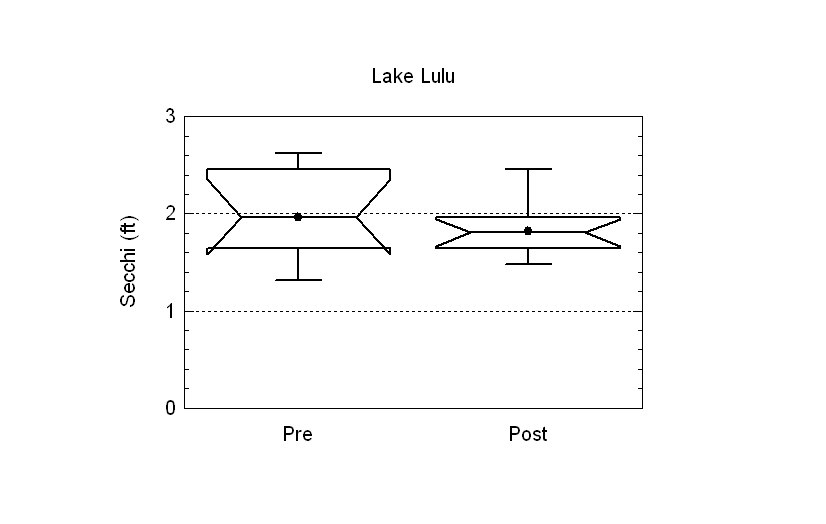 Lake Lulu
3
2
1
0
Secchi (ft)
Pre
Post